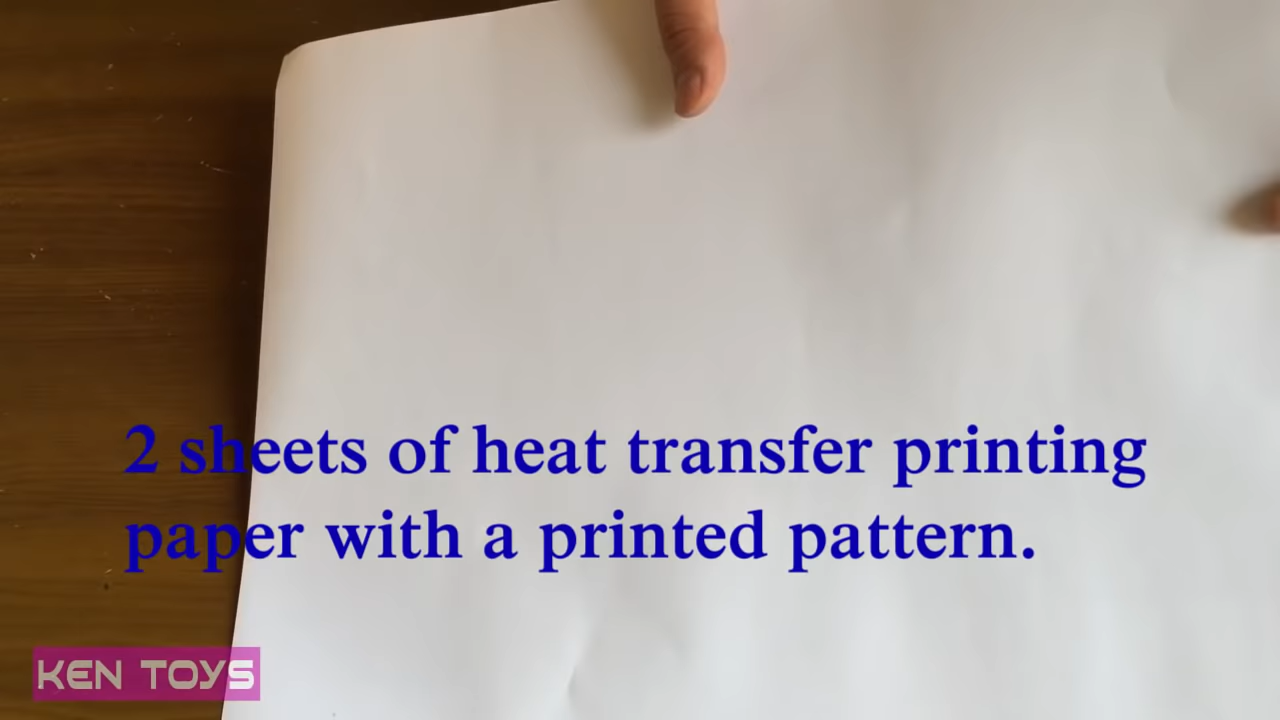 2 sheets of heat transfer printing
paper with a printed pattern.
KEN TOYS